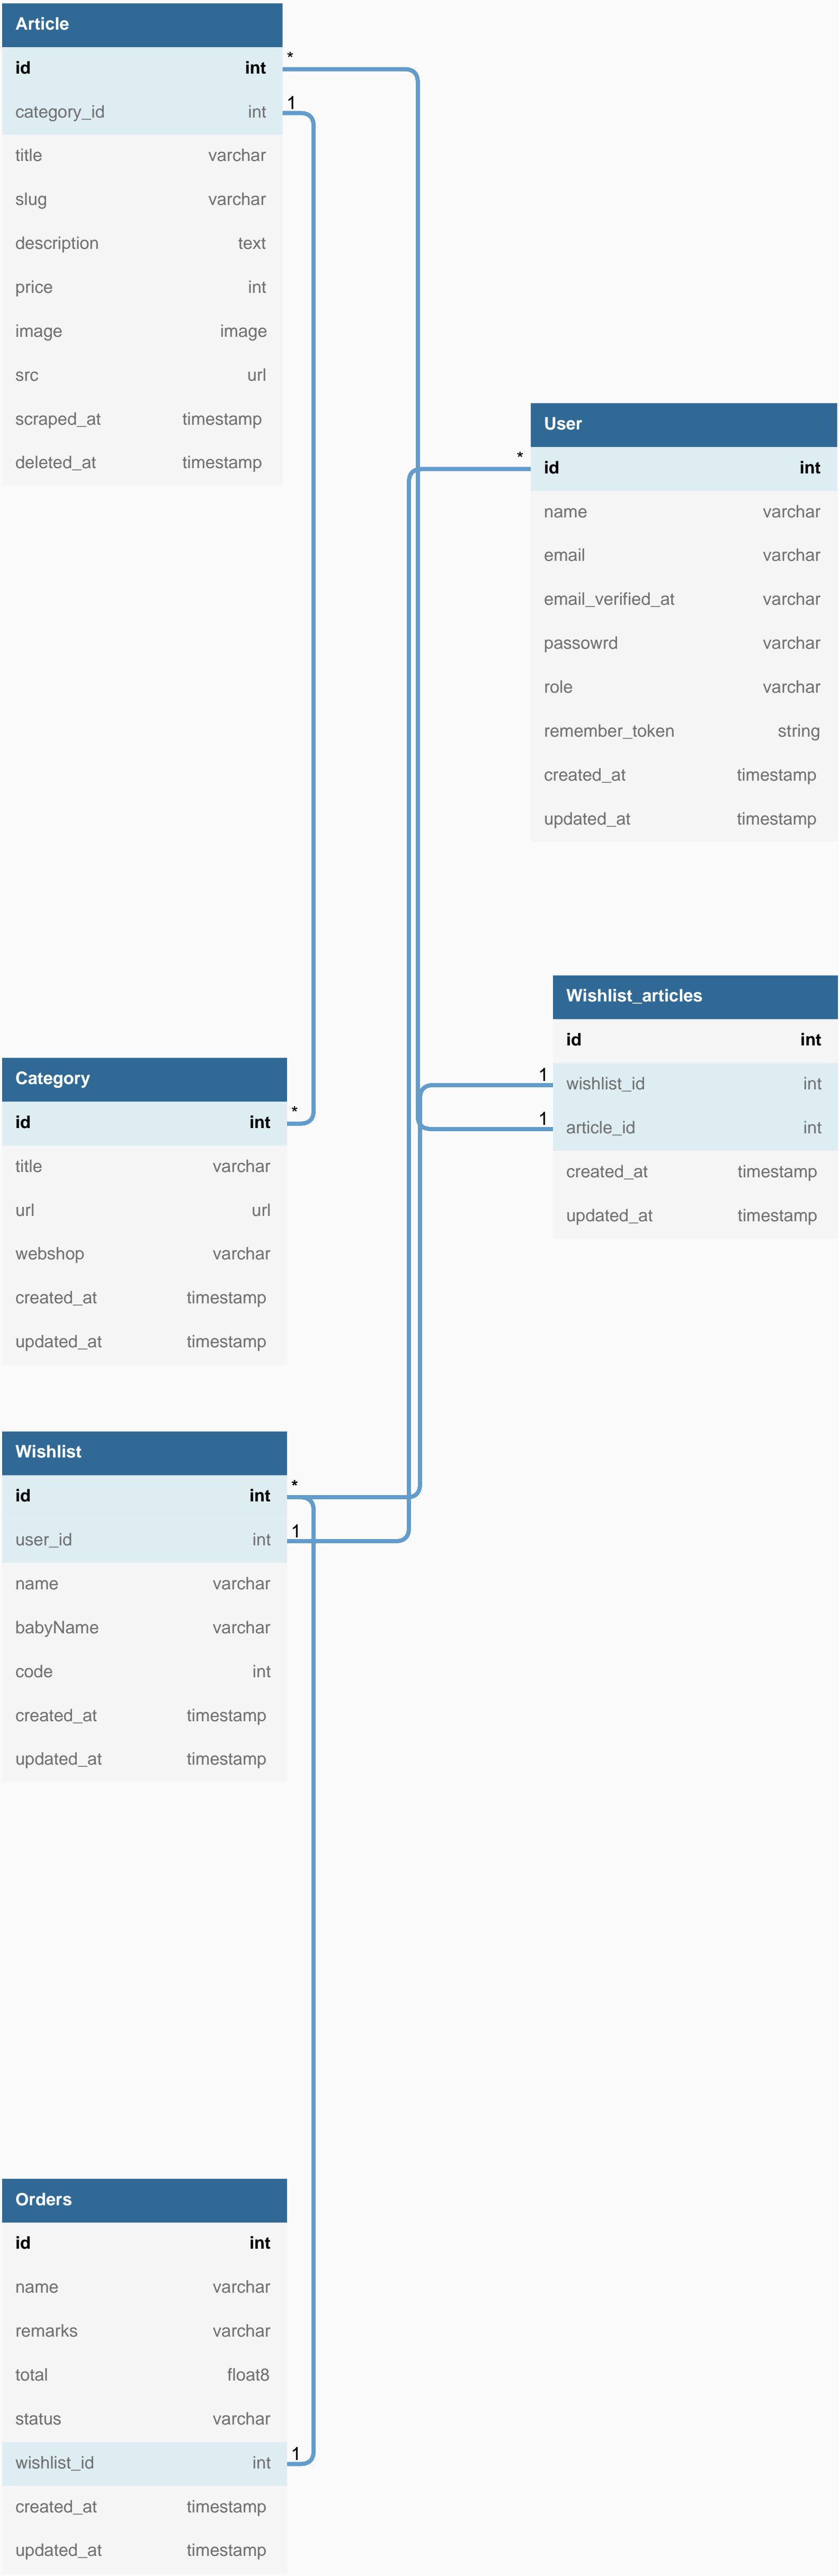 Article
id int *
category_id int 1
title varchar
slug varchar
description text
price int
image image
src url
scraped_at timestamp
deleted_at timestamp
User
* id int
name varchar
email varchar
email_verified_at varchar
passowrd varchar
role varchar
remember_token string
created_at timestamp
updated_at timestamp
Wishlist_articles
id int
1 wishlist_id int
1 article_id int
created_at timestamp
updated_at timestamp
Category
id int *
title varchar
url url
webshop varchar
created_at timestamp
updated_at timestamp
Wishlist
id int *
user_id int 1
name varchar
babyName varchar
code int
created_at timestamp
updated_at timestamp
Orders
id int
name varchar
remarks varchar
total float8
status varchar
wishlist_id int 1
created_at timestamp
updated_at timestamp